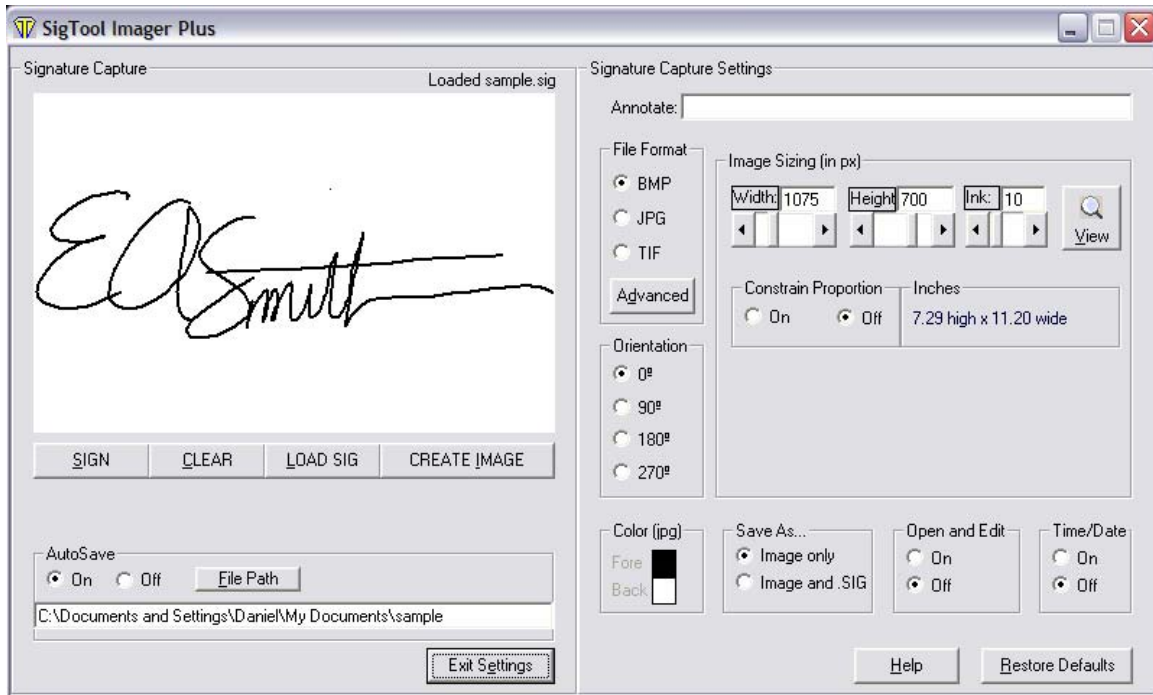 SigTool Imager Plus
Signature Capture
Loaded sample.sig
EASmith
SIGN CLEAR LOAD SIG CREATE IMAGE
AutoSave
On Off File Path
C:\Documents and Settings\Daniel\My Documents\sample
Exit Settings
Signature Capture Settings
Annotate:
File Format
BMP
JPG
TIF
Advanced
Image Sizing (in px)
Width: 1075 Height 700 Ink: 10
View
Constrain Proportion
On Off
Inches
7.29 high x 11.20 wide
Orientation
0º
90º
180º
270º
Color (jpg)
Fore
Back
Save As...
Image only
Image and .SIG
Open and Edit
On
Off
Time/Date
On
Off
Help Restore Defaults